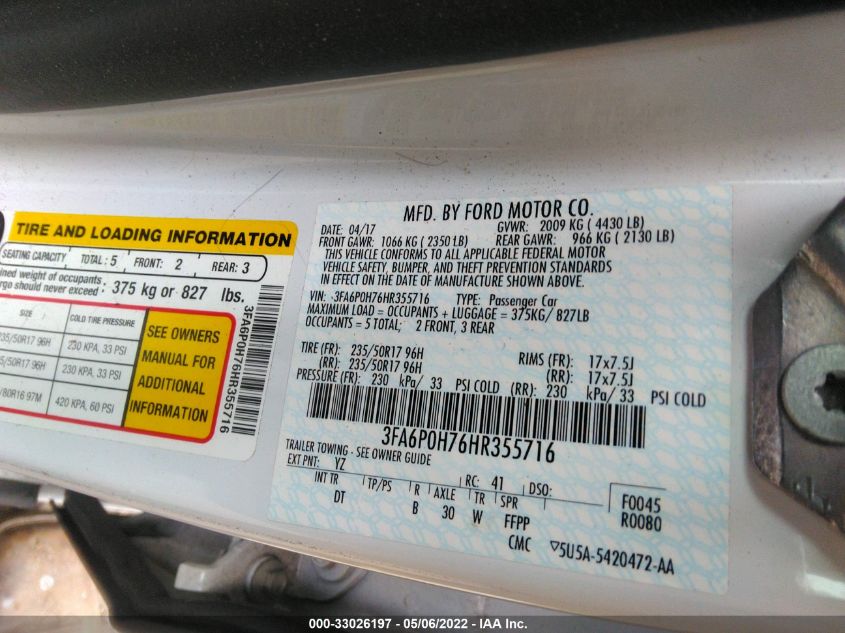 TIRE AND LOADING INFORMATION
SEATING CAPACITY TOTAL : 5 FRONT: 2 REAR: 3
ined weight of occupants
rgo should never exceed : 375 kg or 827 lbs.
SIZE COLD TIRE PRESSURE
235/50R17 96H 230 KPA, 33 PSI
5/50R17 96H 230 KPA, 33 PSI
/80R16 97M 420 KPA, 60 PSI
SEE OWNERS
MANUAL FOR
ADDITIONAL
INFORMATION
3FA6P0H76HR355716
MFD. BY FORD MOTOR CO.
DATE: 04/17 GVWR: 2009 KG ( 4430 LB)
FRONT GAWR: 1066 KG ( 2350 LB) REAR GAWR: 966 KG ( 2130 LB)
THIS VEHICLE CONFORMS TO ALL APPLICABLE FEDERAL MOTOR
VEHICLE SAFETY, BUMPER, AND THEFT PREVENTION STANDARDS
IN EFFECT ON THE DATE OF MANUFACTURE SHOWN ABOVE.
VIN: 3FA6P0H76HR355716 TYPE: Passenger Car
MAXIMUM LOAD = OCCUPANTS + LUGGAGE = 375KG/ 827LB
OCCUPANTS = 5 TOTAL; 2 FRONT, 3 REAR
TIRE (FR): 235/50R17 96H RIMS (FR): 17x7.5J
(RR): 235/50R17 96H (RR): 17x7.5J
PRESSURE (FR): 230 kPa/ 33 PSI COLD (RR): 230 kPa/ 33 PSI COLD
3FA6P0H76HR355716
TRAILER TOWING - SEE OWNER GUIDE
EXT PNT: YZ RC: 41 DSO: F0045
INT TR TP/PS R AXLE TR SPR R0080
DT B 30 W FFPP
CMC ▽5U5A-5420472-AA
000-33026197 - 05/06/2022 - IAA Inc.